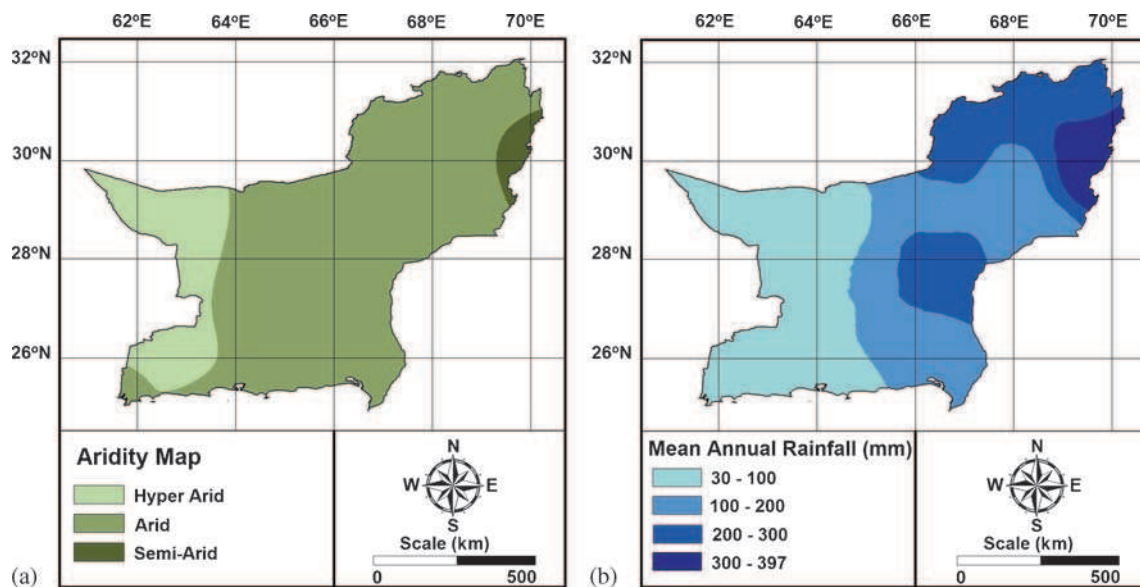 62ºE 64ºE 66ºE 68ºE 70ºE
32ºN
30ºN
28ºN
26ºN
Aridity Map
Hyper Arid
Arid
Semi-Arid
N
W E
S
Scale (km)
0 500
(a)
62ºE 64ºE 66ºE 68ºE 70ºE
32ºN
30ºN
28ºN
26ºN
Mean Annual Rainfall (mm)
30 - 100
100 - 200
200 - 300
300 - 397
N
W E
S
Scale (km)
0 500
(b)